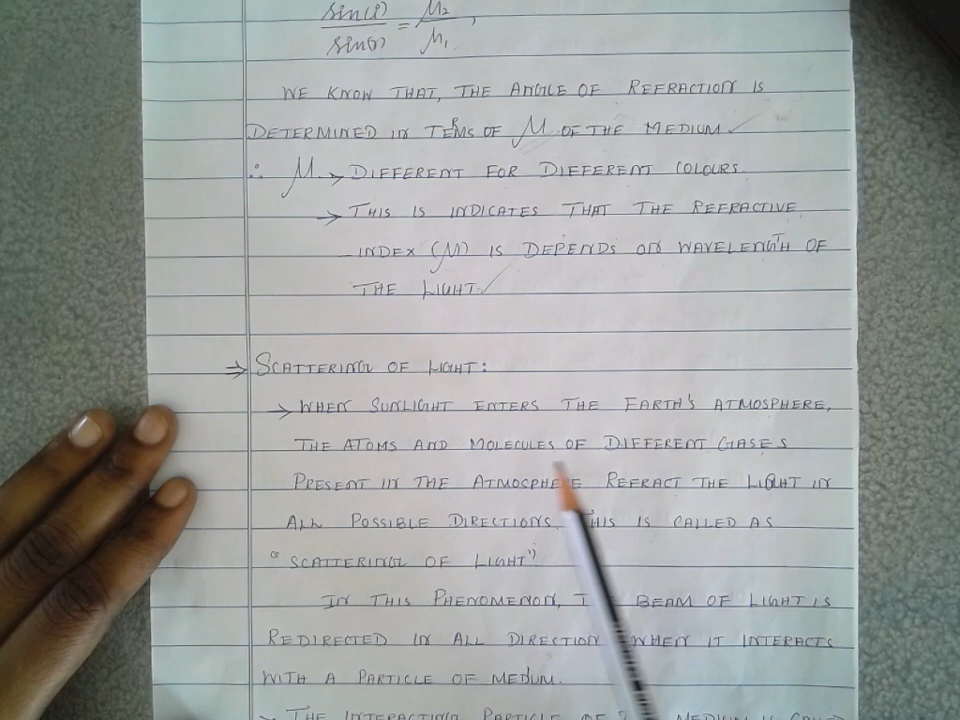 sin(i) / sin(r) = μ2 / μ1,
WE KNOW THAT, THE ANGLE OF REFRACTION IS
DETERMINED IN TERMS OF μ OF THE MEDIUM ✓
∴ μ → DIFFERENT FOR DIFFERENT COLOURS.
→ THIS IS INDICATES THAT THE REFRACTIVE
INDEX (μ) IS DEPENDS ON WAVELENGTH OF
THE LIGHT ✓
⇒ SCATTERING OF LIGHT:
→ WHEN SUNLIGHT ENTERS THE EARTH'S ATMOSPHERE,
THE ATOMS AND MOLECULES OF DIFFERENT GASES
PRESENT IN THE ATMOSPHERE REFRACT THE LIGHT IN
ALL POSSIBLE DIRECTIONS. THIS IS CALLED AS
"SCATTERING OF LIGHT"
IN THIS PHENOMENON, BEAM OF LIGHT IS
REDIRECTED IN ALL DIRECTION WHEN IT INTERACTS
WITH A PARTICLE OF MEDIUM.
→ THE INTERACTING PARTICLE OF MEDIUM IS